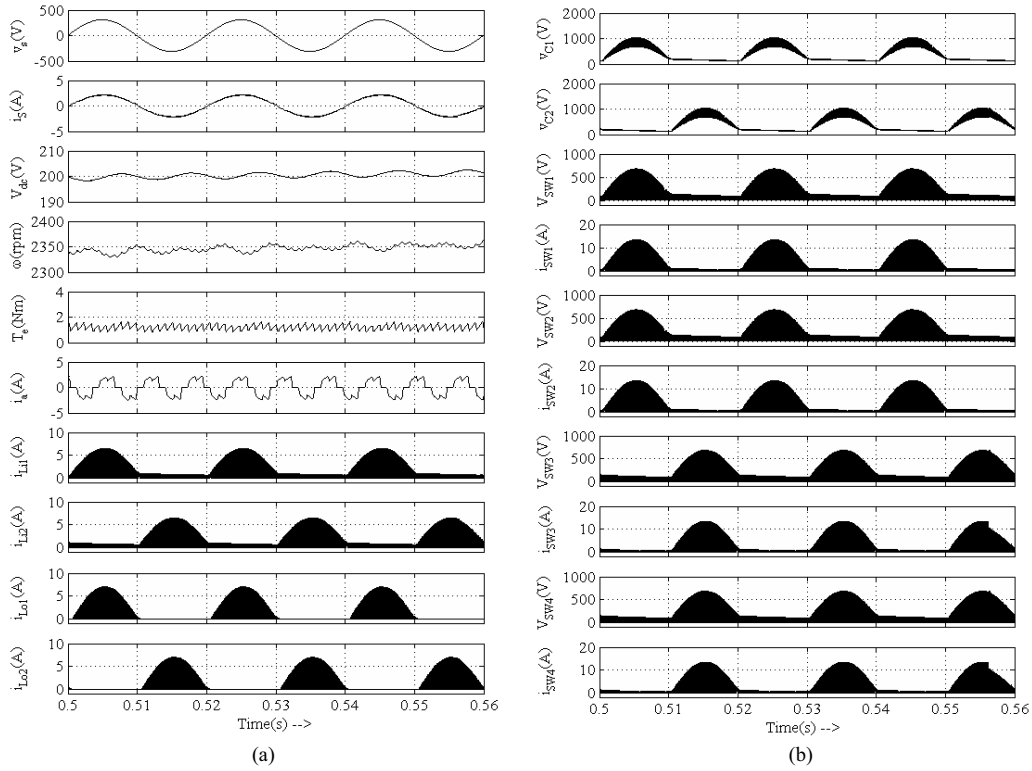 v_s(V)
500
0
-500
i_S(A)
5
0
-5
V_dc(V)
210
200
190
ω(rpm)
2400
2350
2300
T_e(Nm)
4
2
0
i_a(A)
5
0
-5
i_Li1(A)
10
5
0
i_Li2(A)
10
5
0
i_Lo1(A)
10
5
0
i_Lo2(A)
10
5
0
0.5 0.51 0.52 0.53 0.54 0.55 0.56
Time(s) -->
(a)
v_C1(V)
2000
1000
0
v_C2(V)
2000
1000
0
V_SW1(V)
1000
500
0
i_SW1(A)
20
10
0
V_SW2(V)
1000
500
0
i_SW2(A)
20
10
0
V_SW3(V)
1000
500
0
i_SW3(A)
20
10
0
V_SW4(V)
1000
500
0
i_SW4(A)
20
10
0
0.5 0.51 0.52 0.53 0.54 0.55 0.56
Time(s) -->
(b)